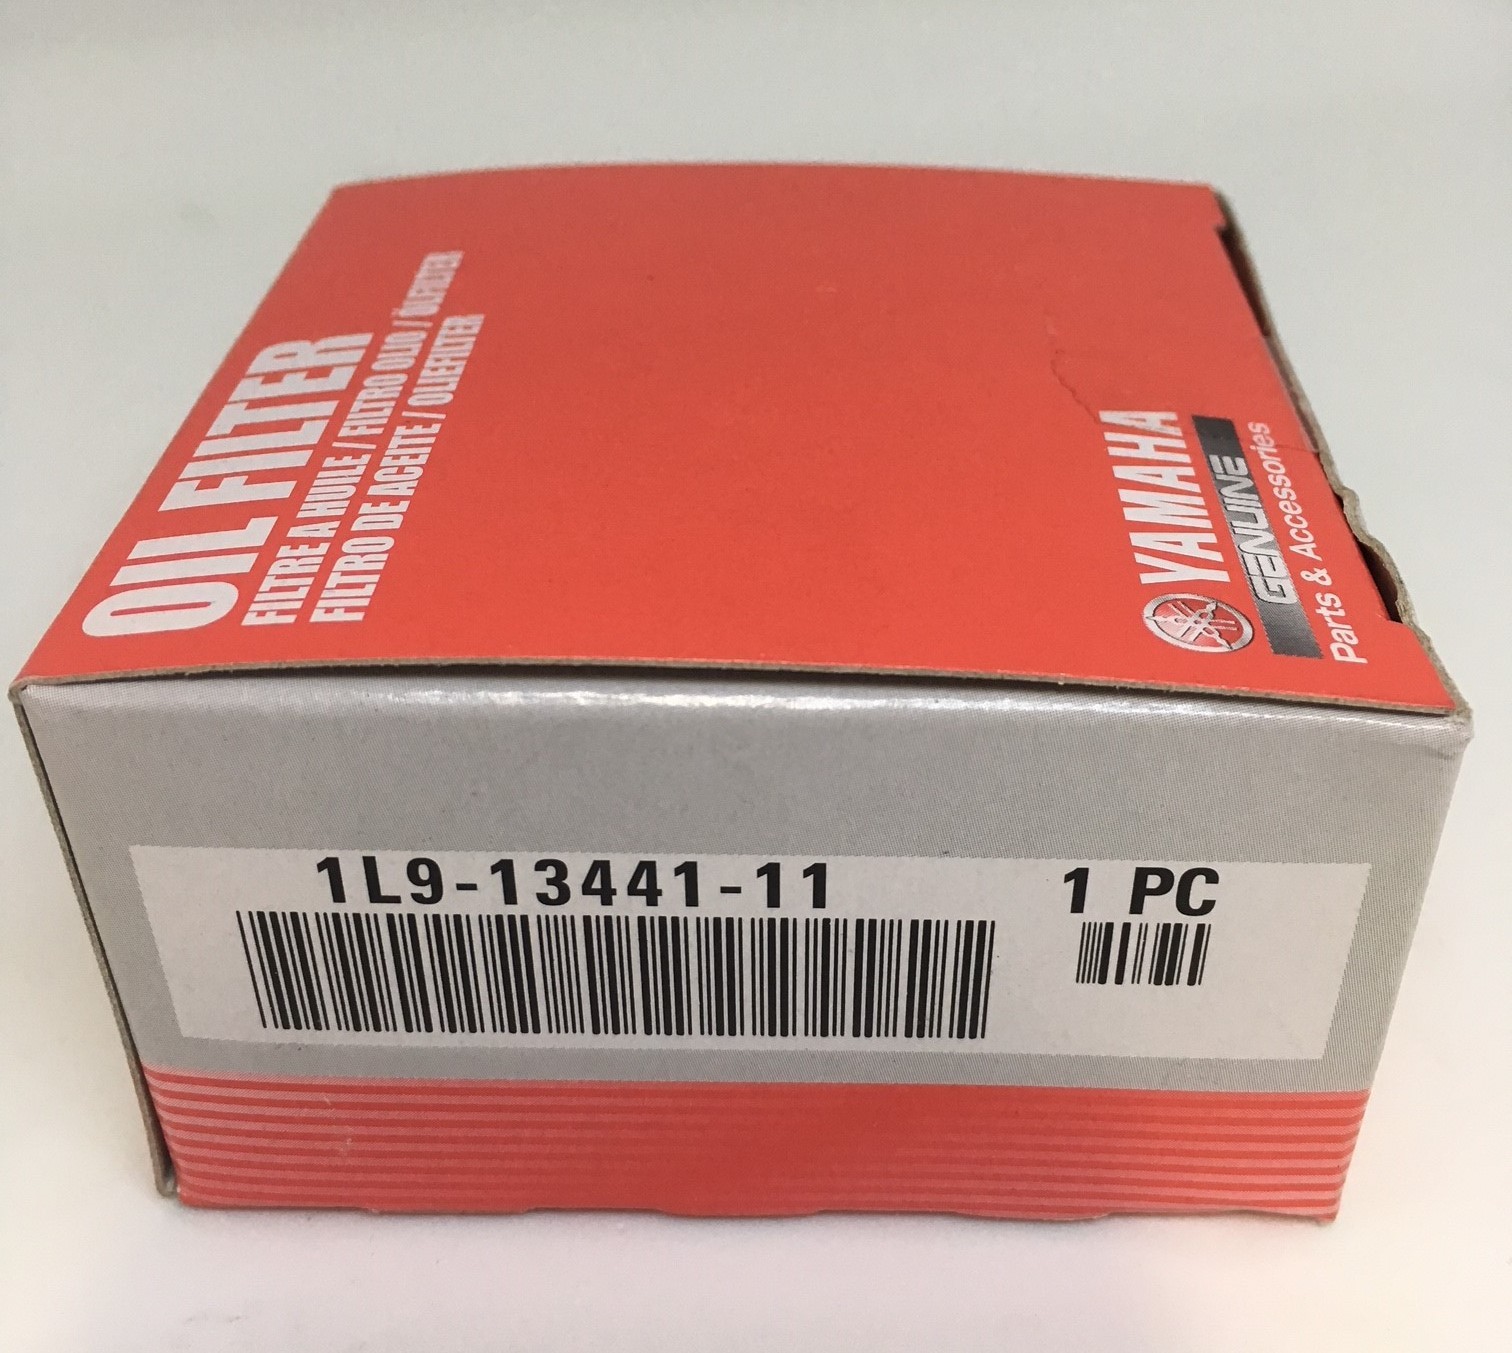 OIL FILTER
FILTRE A HUILE / FILTRO OLIO / ÖLFILTER
FILTRO DE ACEITE / OLIEFILTER
YAMAHA
GENUINE
Parts & Accessories
1L9-13441-11
1 PC